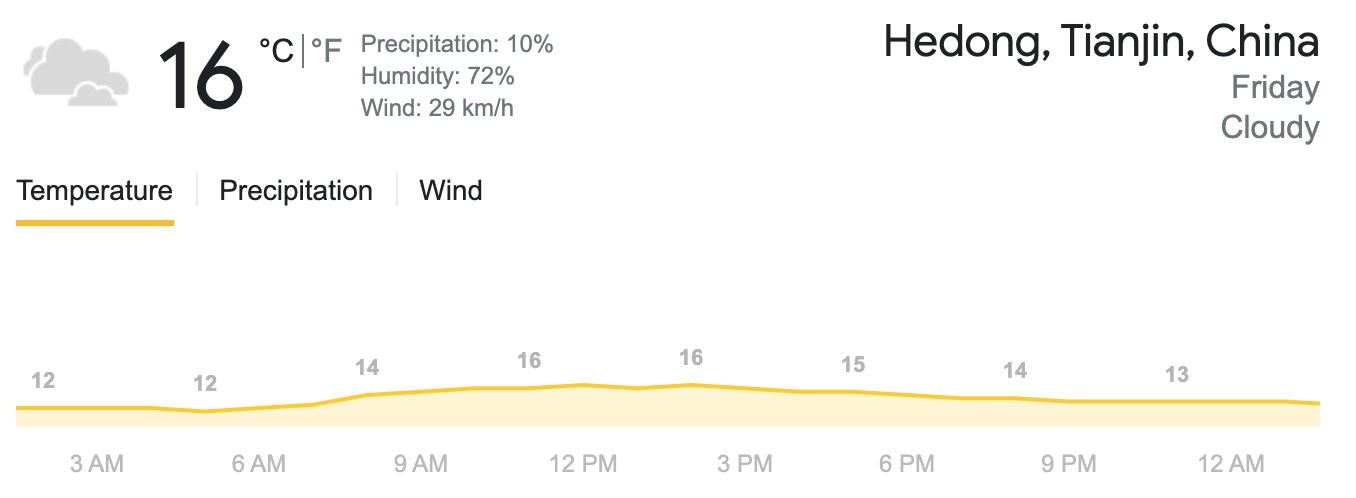 16 °C | °F
Precipitation: 10%
Humidity: 72%
Wind: 29 km/h
Hedong, Tianjin, China
Friday
Cloudy
Temperature Precipitation Wind
12 12 14 16 16 15 14 13
3 AM 6 AM 9 AM 12 PM 3 PM 6 PM 9 PM 12 AM